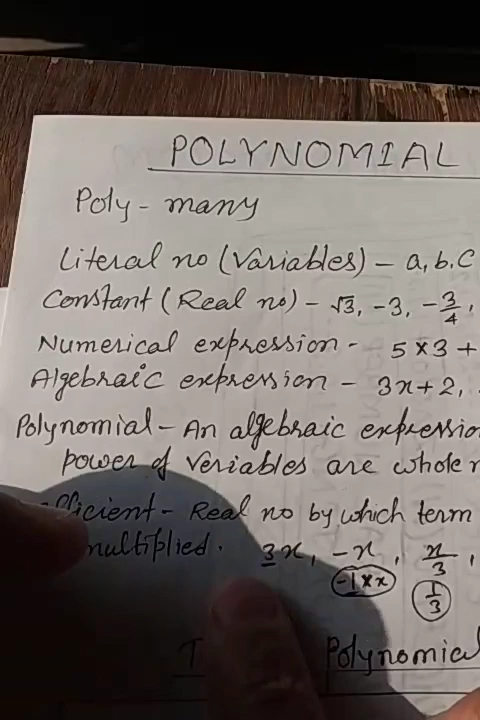 POLYNOMIAL
Poly - many
Literal no (Variables) - a, b, C
Constant (Real no) - √3, -3, -3/4,
Numerical expression - 5 × 3 +
Algebraic expression - 3x+2,
Polynomial - An algebraic expressio
power of Veriables are whole n
efficient - Real no by which term
multiplied. 3x, -x, x/3,
-1×x 1/3
T Polynomial